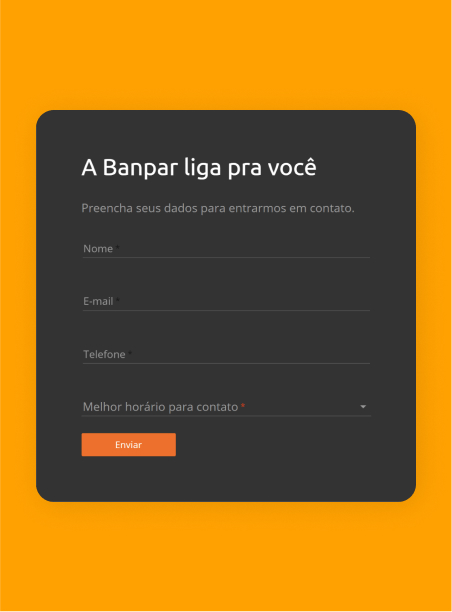 A Banpar liga pra você
Preencha seus dados para entrarmos em contato.
Nome *
E-mail *
Telefone *
Melhor horário para contato *
Enviar